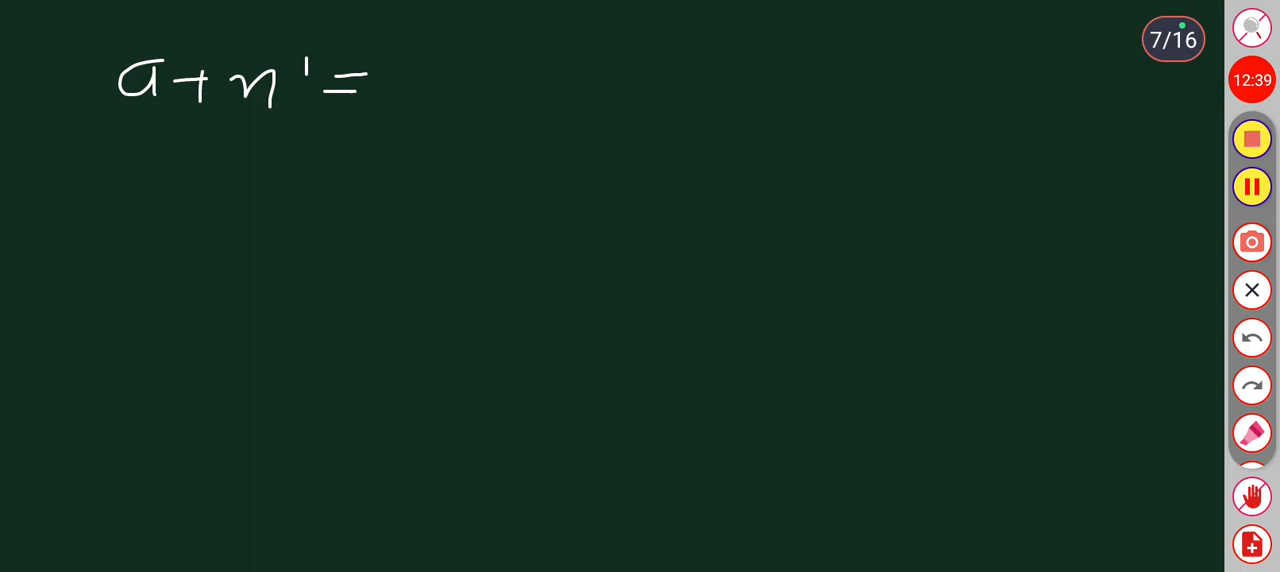 a + n' =
7/16
12:39